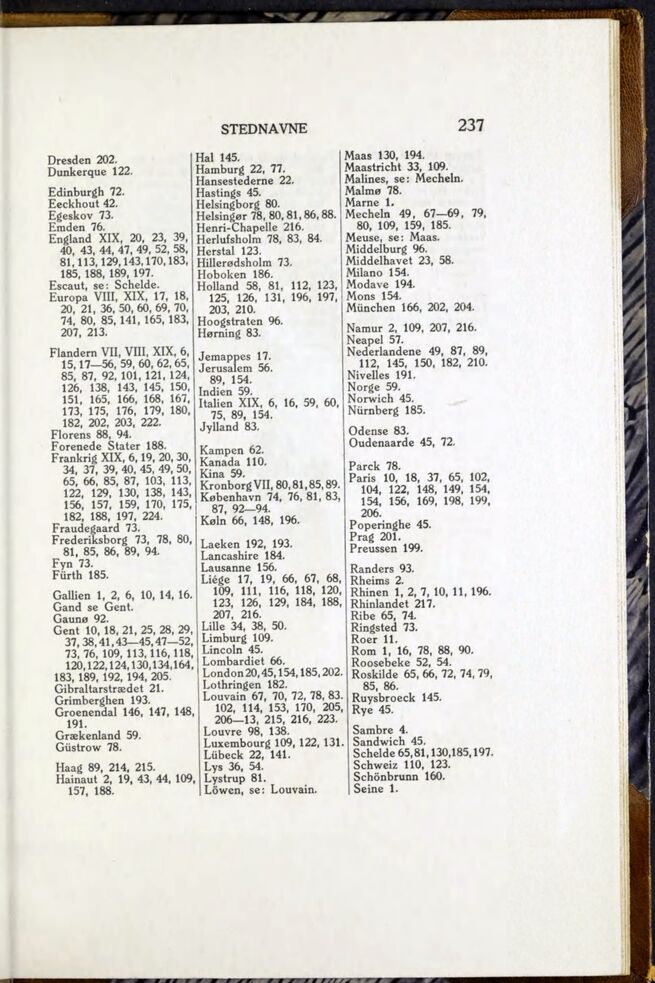 STEDNAVNE
237
Dresden 202.
Dunkerque 122.
Edinburgh 72.
Eeckhout 42.
Egeskov 73.
Emden 76.
England XIX, 20, 23, 39,
40, 43, 44, 47, 49, 52, 58,
81, 113, 129, 143, 170, 183,
185, 188, 189, 197.
Escaut, se: Schelde.
Europa VIII, XIX, 17, 18,
20, 21, 36, 50, 60, 69, 70,
74, 80, 85, 141, 165, 183,
207, 213.
Flandern VII, VIII, XIX, 6,
15, 17—56, 59, 60, 62, 65,
85, 87, 92, 101, 121, 124,
126, 138, 143, 145, 150,
151, 165, 166, 168, 167,
173, 175, 176, 179, 180,
182, 202, 203, 222.
Florens 88, 94.
Forenede Stater 188.
Frankrig XIX, 6, 19, 20, 30,
34, 37, 39, 40, 45, 49, 50,
65, 66, 85, 87, 103, 113,
122, 129, 130, 138, 143,
156, 157, 159, 170, 175,
182, 188, 197, 224.
Fraudegaard 73.
Frederiksborg 73, 78, 80,
81, 85, 86, 89, 94.
Fyn 73.
Fürth 185.
Gallien 1, 2, 6, 10, 14, 16.
Gand se Gent.
Gaunø 92.
Gent 10, 18, 21, 25, 28, 29,
37, 38, 41, 43—45, 47—52,
73, 76, 109, 113, 116, 118,
120, 122, 124, 130, 134, 164,
183, 189, 192, 194, 205.
Gibraltarstrædet 21.
Grimberghen 193.
Groenendal 146, 147, 148,
191.
Grækenland 59.
Güstrow 78.
Haag 89, 214, 215.
Hainaut 2, 19, 43, 44, 109,
157, 188.
Hal 145.
Hamburg 22, 77.
Hansestederne 22.
Hastings 45.
Helsingborg 80.
Helsingør 78, 80, 81, 86, 88.
Henri-Chapelle 216.
Herlufsholm 78, 83, 84.
Herstal 123.
Hillerødsholm 73.
Hoboken 186.
Holland 58, 81, 112, 123,
125, 126, 131, 196, 197,
203, 210.
Hoogstraten 96.
Hørning 83.
Jemappes 17.
Jerusalem 56.
89, 154.
Indien 59.
Italien XIX, 6, 16, 59, 60,
75, 89, 154.
Jylland 83.
Kampen 62.
Kanada 110.
Kina 59.
Kronborg VII, 80, 81, 85, 89.
København 74, 76, 81, 83,
87, 92—94.
Køln 66, 148, 196.
Laeken 192, 193.
Lancashire 184.
Lausanne 156.
Liége 17, 19, 66, 67, 68,
109, 111, 116, 118, 120,
123, 126, 129, 184, 188,
207, 216.
Lille 34, 38, 50.
Limburg 109.
Lincoln 45.
Lombardiet 66.
London 20, 45, 154, 185, 202.
Lothringen 182.
Louvain 67, 70, 72, 78, 83.
102, 114, 153, 170, 205,
206—13, 215, 216, 223.
Louvre 98, 138.
Luxembourg 109, 122, 131.
Lübeck 22, 141.
Lys 36, 54.
Lystrup 81.
Löwen, se: Louvain.
Maas 130, 194.
Maastricht 33, 109.
Malines, se: Mecheln.
Malmø 78.
Marne 1.
Mecheln 49, 67—69, 79,
80, 109, 159, 185.
Meuse, se: Maas.
Middelburg 96.
Middelhavet 23, 58.
Milano 154.
Modave 194.
Mons 154.
München 166, 202, 204.
Namur 2, 109, 207, 216.
Neapel 57.
Nederlandene 49, 87, 89,
112, 145, 150, 182, 210.
Nivelles 191.
Norge 59.
Norwich 45.
Nürnberg 185.
Odense 83.
Oudenaarde 45, 72.
Parck 78.
Paris 10, 18, 37, 65, 102,
104, 122, 148, 149, 154,
154, 156, 169, 198, 199,
206.
Poperinghe 45.
Prag 201.
Preussen 199.
Randers 93.
Rheims 2.
Rhinen 1, 2, 7, 10, 11, 196.
Rhinlandet 217.
Ribe 65, 74.
Ringsted 73.
Roer 11.
Rom 1, 16, 78, 88, 90.
Roosebeke 52, 54.
Roskilde 65, 66, 72, 74, 79,
85, 86.
Ruysbroeck 145.
Rye 45.
Sambre 4.
Sandwich 45.
Schelde 65, 81, 130, 185, 197.
Schweiz 110, 123.
Schönbrunn 160.
Seine 1.